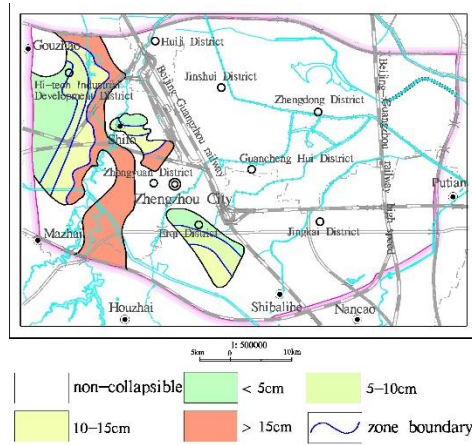 Gouzhao
Huiji District
Hi-tech Industrial
Development District
Jinshui District
Beijing Guangzhou railway
Beijing Guangzhou railway high speed
Zhengdong District
Shifo
Guancheng Hui District
Zhongyuan District
Zhengzhou City
Putian
Erqi District
Jingkai District
Mazhai
Shibalihe
Houzhai
Nancao
1: 500000
5km 0 10km
non-collapsible
< 5cm
5-10cm
10-15cm
> 15cm
zone boundary